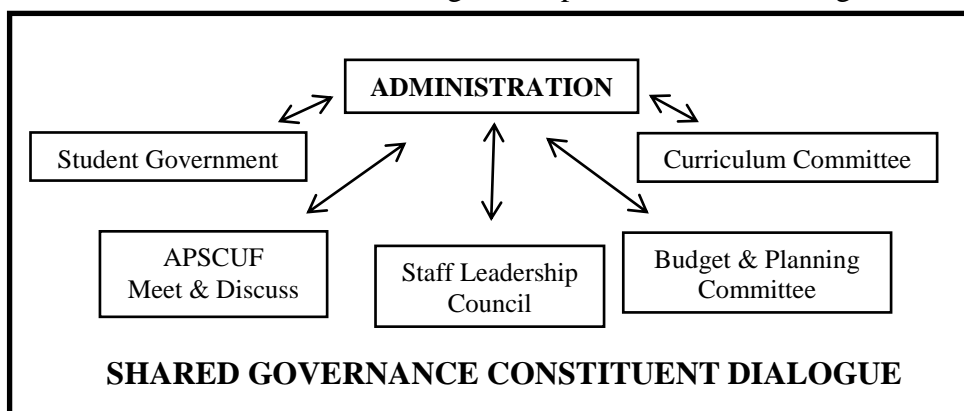 ADMINISTRATION
Student Government
Curriculum Committee
APSCUF
Meet & Discuss
Staff Leadership
Council
Budget & Planning
Committee
SHARED GOVERNANCE CONSTITUENT DIALOGUE